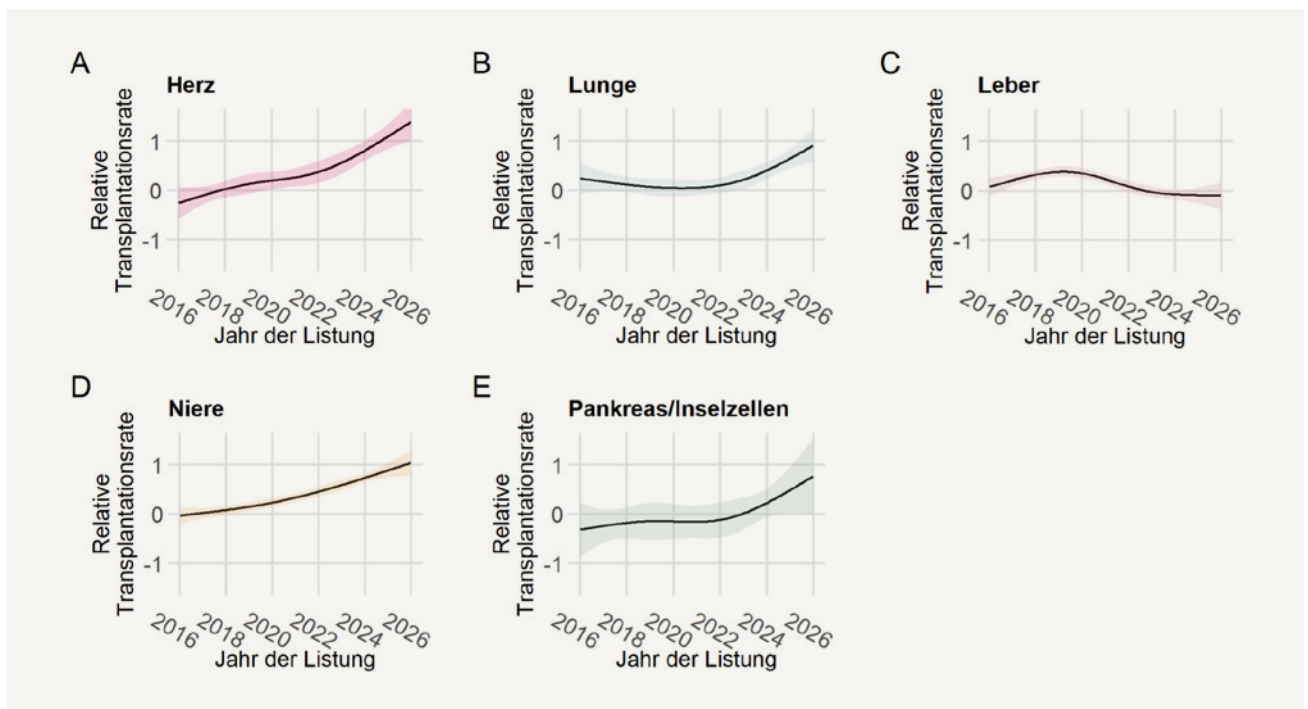 A
Herz
Relative
Transplantationsrate
1
0
-1
2016 2018 2020 2022 2024 2026
Jahr der Listung
B
Lunge
Relative
Transplantationsrate
1
0
-1
2016 2018 2020 2022 2024 2026
Jahr der Listung
C
Leber
Relative
Transplantationsrate
1
0
-1
2016 2018 2020 2022 2024 2026
Jahr der Listung
D
Niere
Relative
Transplantationsrate
1
0
-1
2016 2018 2020 2022 2024 2026
Jahr der Listung
E
Pankreas/Inselzellen
Relative
Transplantationsrate
1
0
-1
2016 2018 2020 2022 2024 2026
Jahr der Listung